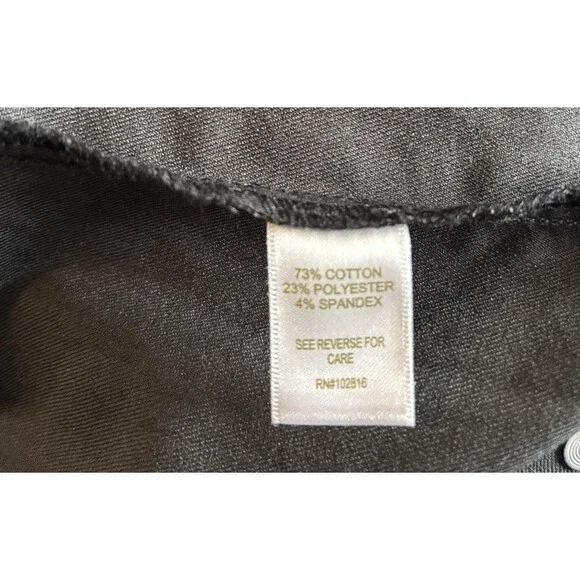 73% COTTON
23% POLYESTER
4% SPANDEX
SEE REVERSE FOR
CARE
RN#102816